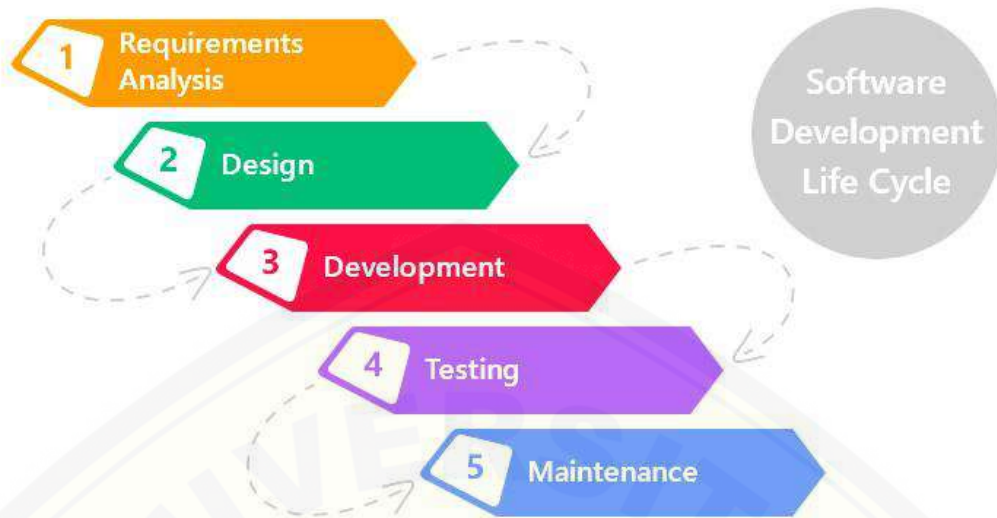 1
Requirements
Analysis
Software
Development
Life Cycle
2
Design
3
Development
4
Testing
5
Maintenance